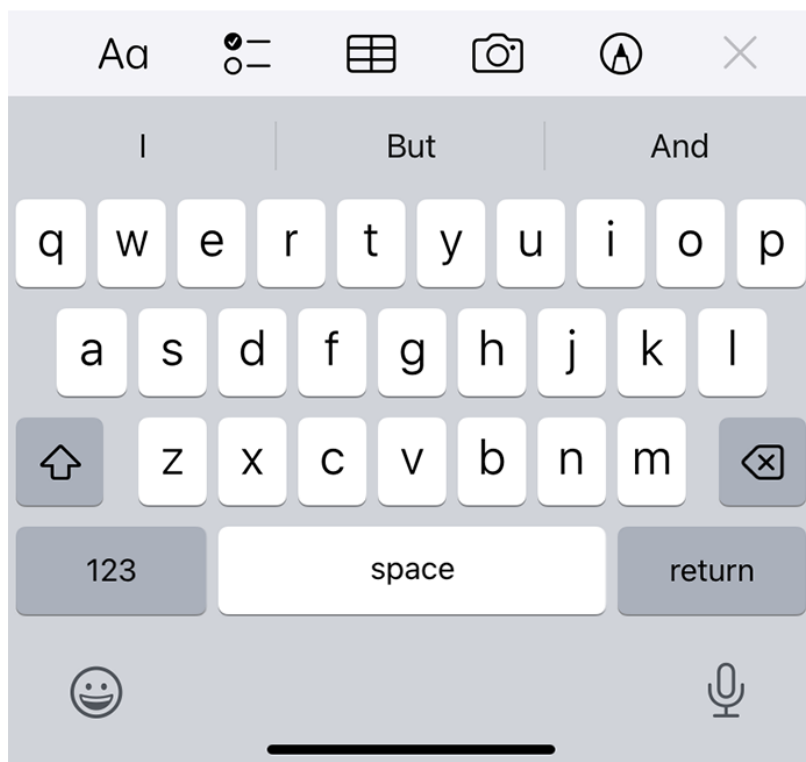 Aa
I But And
q w e r t y u i o p
a s d f g h j k l
z x c v b n m
123 space return